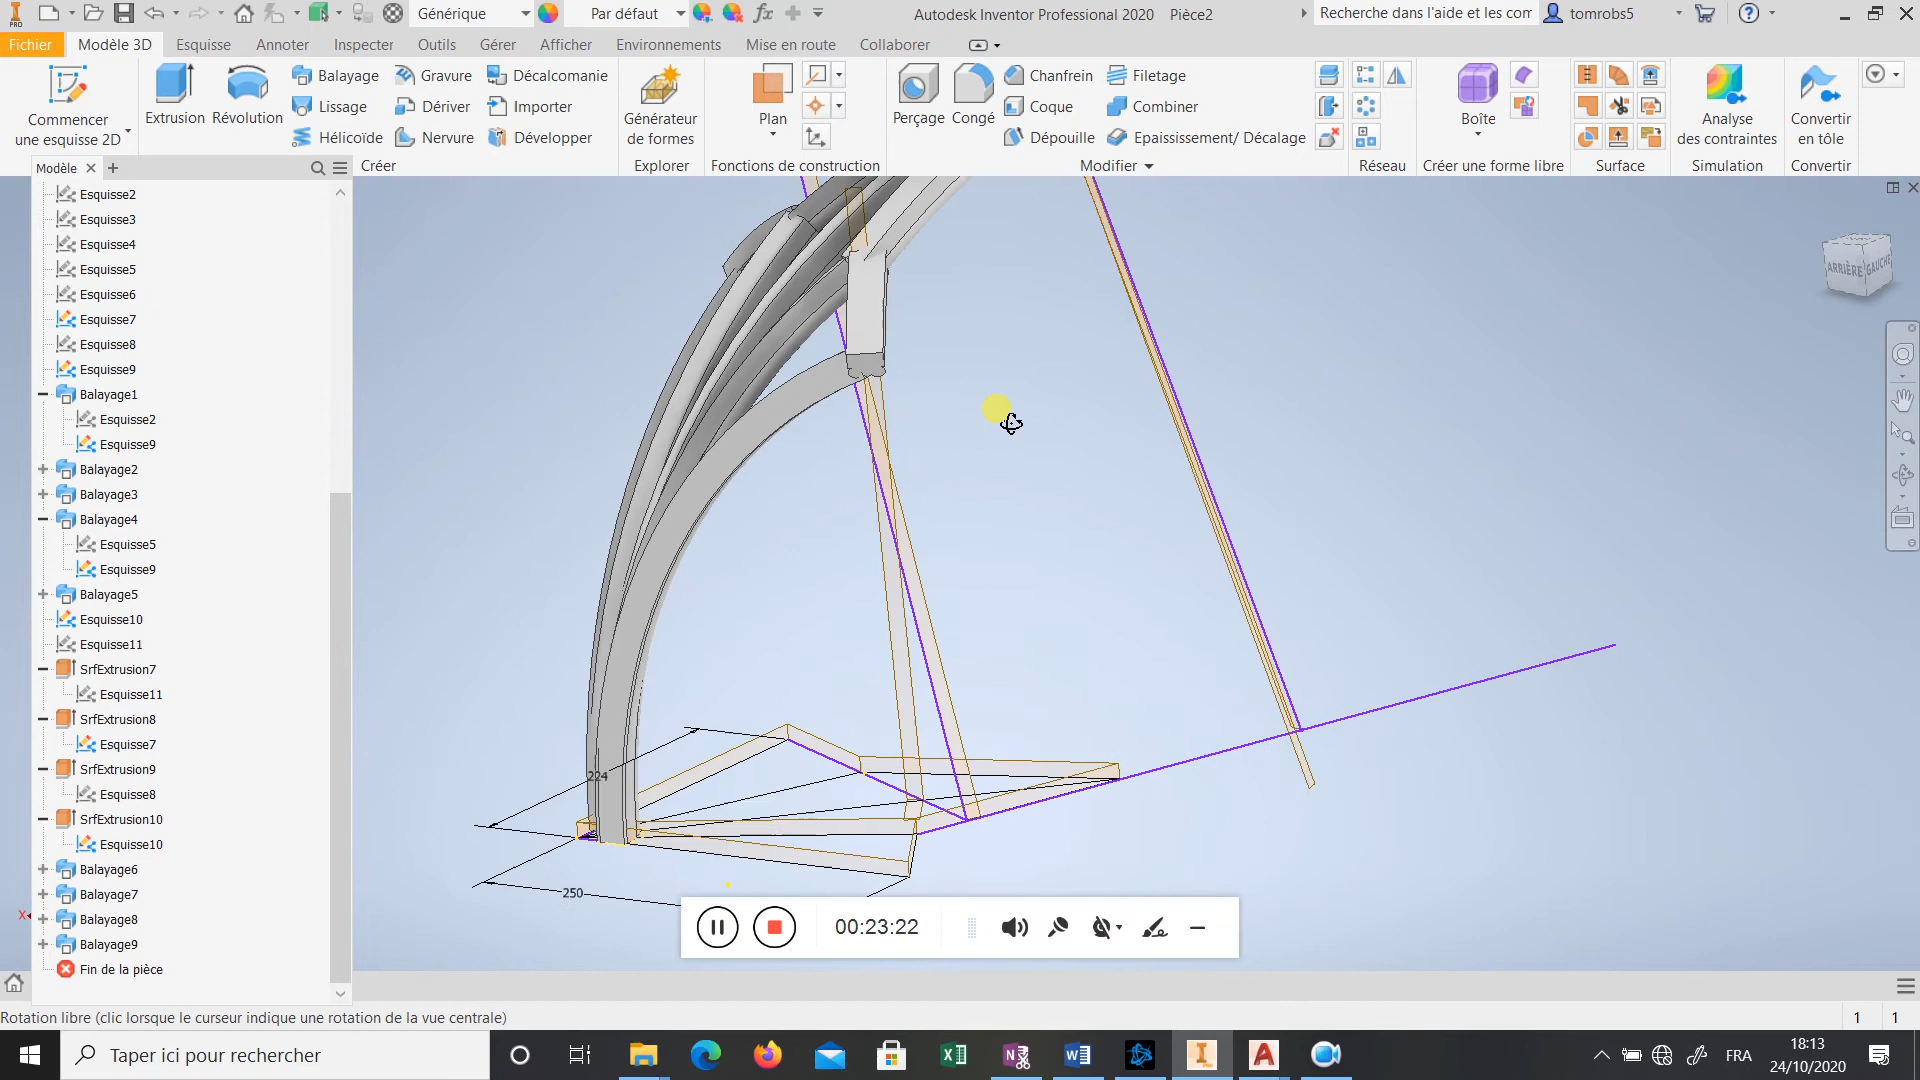 PRO
Générique
Par défaut
fx
Autodesk Inventor Professional 2020 Pièce2
Recherche dans l'aide et les com
tomrobs5
Fichier
Modèle 3D
Esquisse
Annoter
Inspecter
Outils
Gérer
Afficher
Environnements
Mise en route
Collaborer
Commencer
une esquisse 2D
Extrusion
Révolution
Balayage
Lissage
Hélicoïde
Gravure
Dériver
Nervure
Décalcomanie
Importer
Développer
Générateur
de formes
Plan
Perçage
Congé
Chanfrein
Coque
Dépouille
Filetage
Combiner
Epaississement/ Décalage
Boîte
Analyse
des contraintes
Convertir
en tôle
Créer
Explorer
Fonctions de construction
Modifier
Réseau
Créer une forme libre
Surface
Simulation
Convertir
Modèle
Esquisse2
Esquisse3
Esquisse4
Esquisse5
Esquisse6
Esquisse7
Esquisse8
Esquisse9
Balayage1
Esquisse2
Esquisse9
Balayage2
Balayage3
Balayage4
Esquisse5
Esquisse9
Balayage5
Esquisse10
Esquisse11
SrfExtrusion7
Esquisse11
SrfExtrusion8
Esquisse7
SrfExtrusion9
Esquisse8
SrfExtrusion10
Esquisse10
Balayage6
Balayage7
Balayage8
Balayage9
Fin de la pièce
X
ARRIÈRE
GAUCHE
224
250
00:23:22
Rotation libre (clic lorsque le curseur indique une rotation de la vue centrale)
1 1
Taper ici pour rechercher
FRA
18:13
24/10/2020